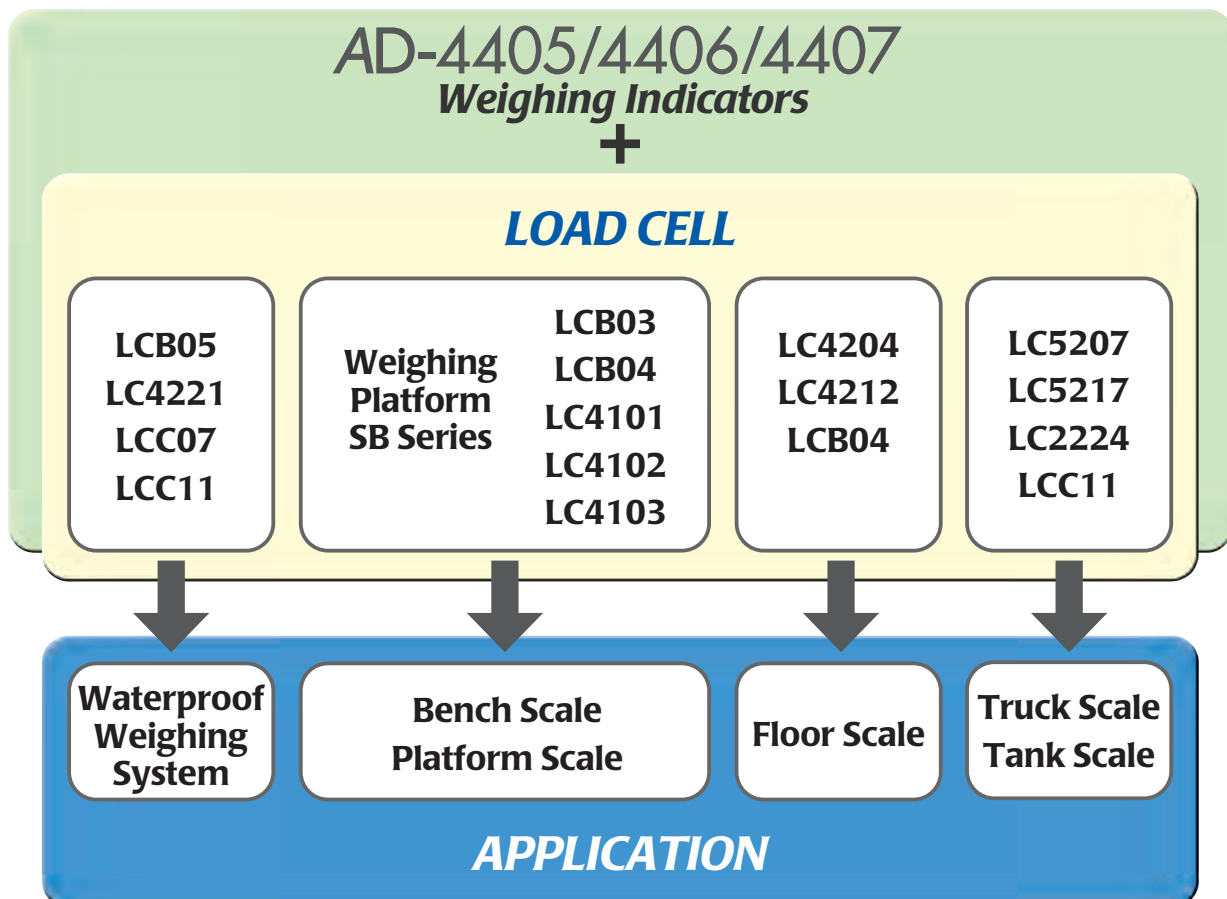 AD-4405/4406/4407
Weighing Indicators
+
LOAD CELL
LCB05
LC4221
LCC07
LCC11
Weighing
Platform
SB Series
LCB03
LCB04
LC4101
LC4102
LC4103
LC4204
LC4212
LCB04
LC5207
LC5217
LC2224
LCC11
Waterproof
Weighing
System
Bench Scale
Platform Scale
Floor Scale
Truck Scale
Tank Scale
APPLICATION